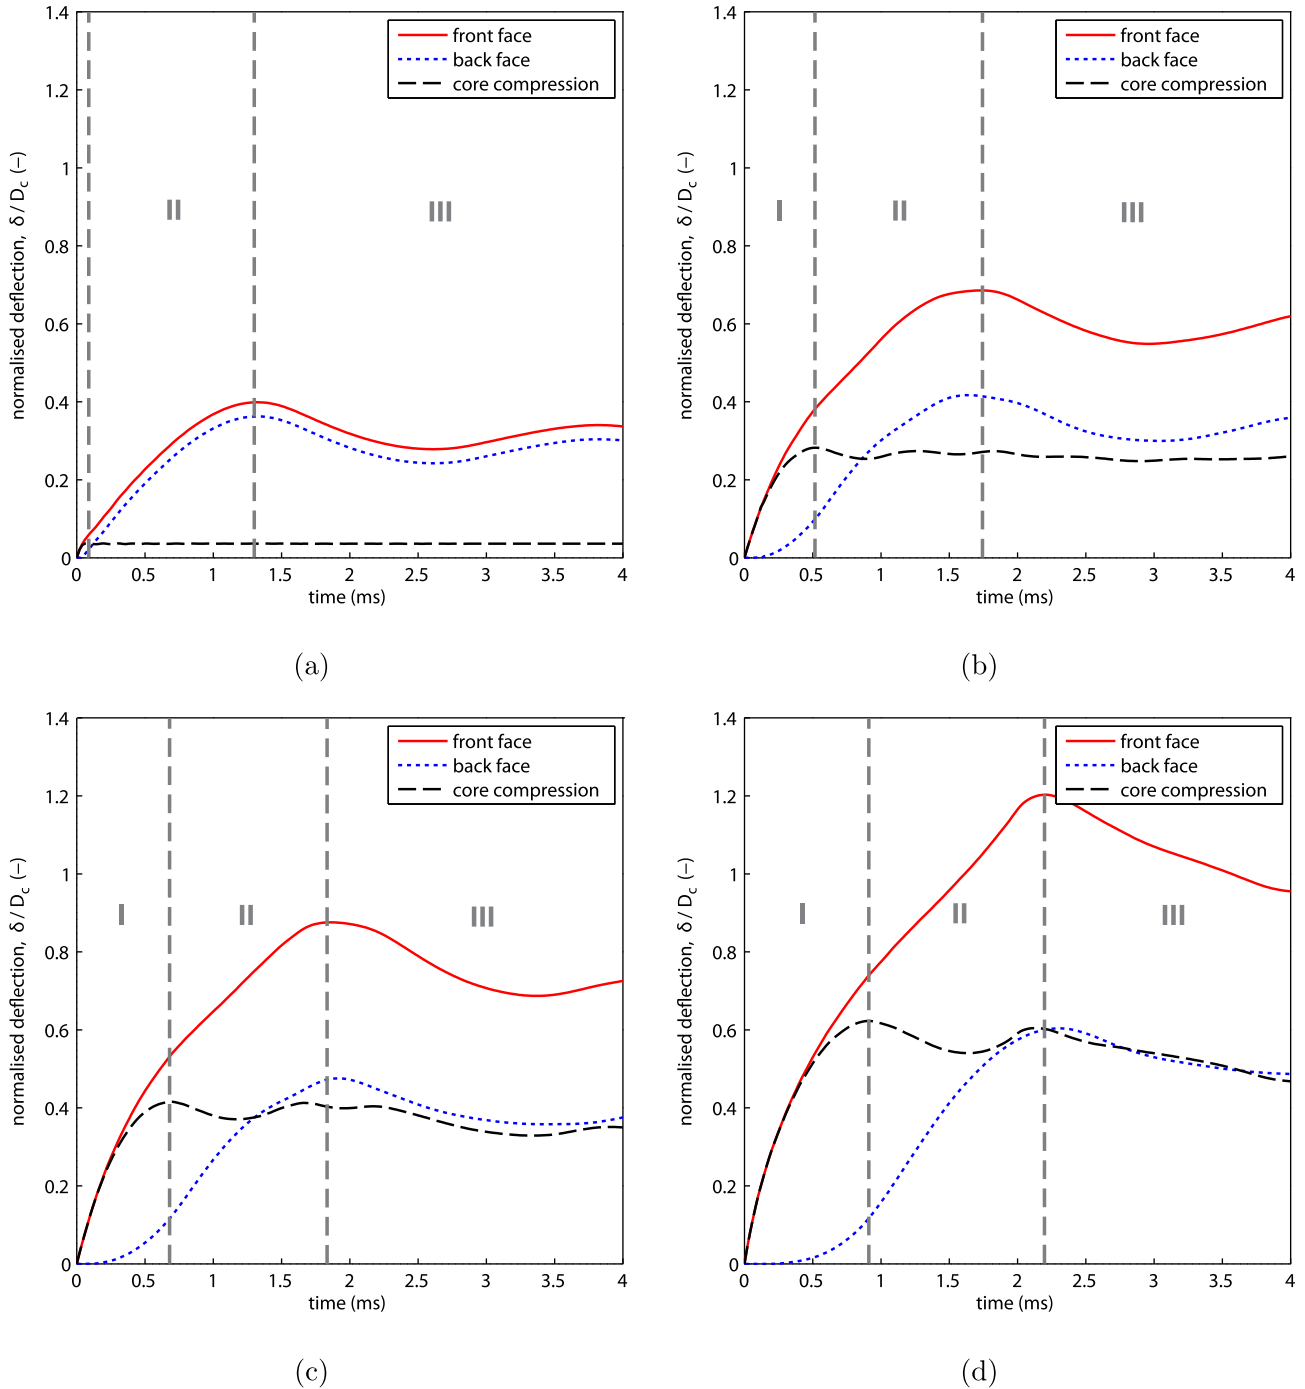 1.4
1.2
1
0.8
0.6
0.4
0.2
0
normalised deflection, δ / D_c (−)
front face
back face
core compression
II
III
0 0.5 1 1.5 2 2.5 3 3.5 4
time (ms)
(a)
1.4
1.2
1
0.8
0.6
0.4
0.2
0
normalised deflection, δ / D_c (−)
front face
back face
core compression
I
II
III
0 0.5 1 1.5 2 2.5 3 3.5 4
time (ms)
(b)
1.4
1.2
1
0.8
0.6
0.4
0.2
0
normalised deflection, δ / D_c (−)
front face
back face
core compression
I
II
III
0 0.5 1 1.5 2 2.5 3 3.5 4
time (ms)
(c)
1.4
1.2
1
0.8
0.6
0.4
0.2
0
normalised deflection, δ / D_c (−)
front face
back face
core compression
I
II
III
0 0.5 1 1.5 2 2.5 3 3.5 4
time (ms)
(d)